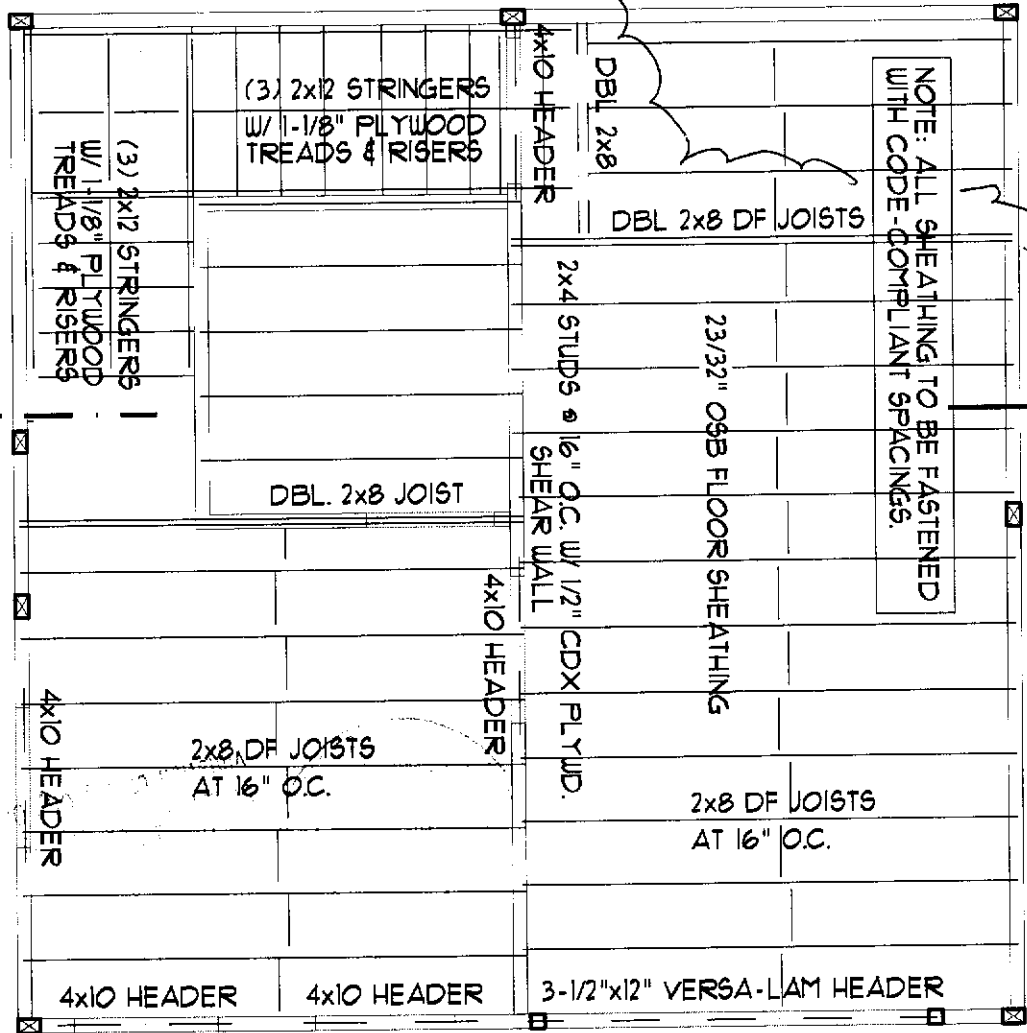 (3) 2x12 STRINGERS
W/ 1-1/8" PLYWOOD
TREADS & RISERS
4x10 HEADER
DBL 2x8
NOTE: ALL SHEATHING TO BE FASTENED
WITH CODE-COMPLIANT SPACINGS.
(3) 2x12 STRINGERS
W/ 1-1/8" PLYWOOD
TREADS & RISERS
DBL 2x8 DF JOISTS
2x4 STUDS @ 16" O.C. W/ 1/2" CDX PLYWD.
SHEAR WALL
23/32" OSB FLOOR SHEATHING
DBL. 2x8 JOIST
4x10 HEADER
4x10 HEADER
2x8 DF JOISTS
AT 16" O.C.
2x8 DF JOISTS
AT 16" O.C.
4x10 HEADER
4x10 HEADER
3-1/2"x12" VERSA-LAM HEADER